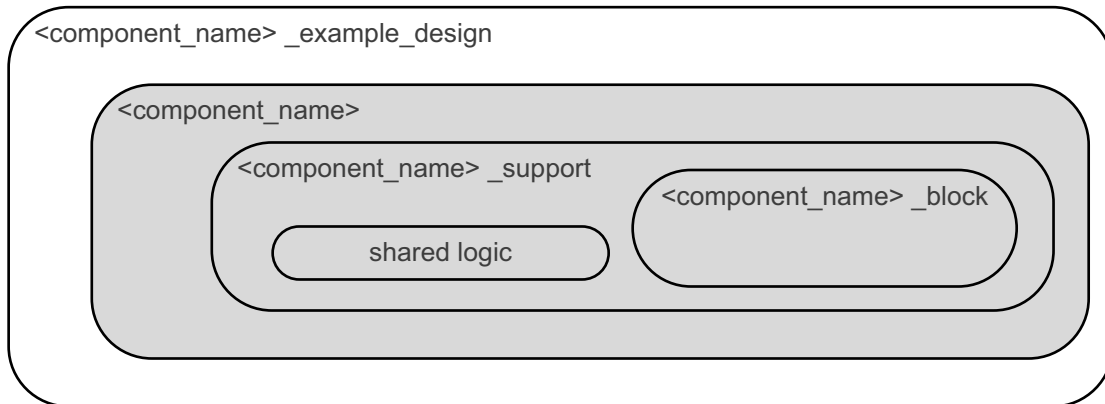 <component_name> _example_design
<component_name>
<component_name> _support
<component_name> _block
shared logic